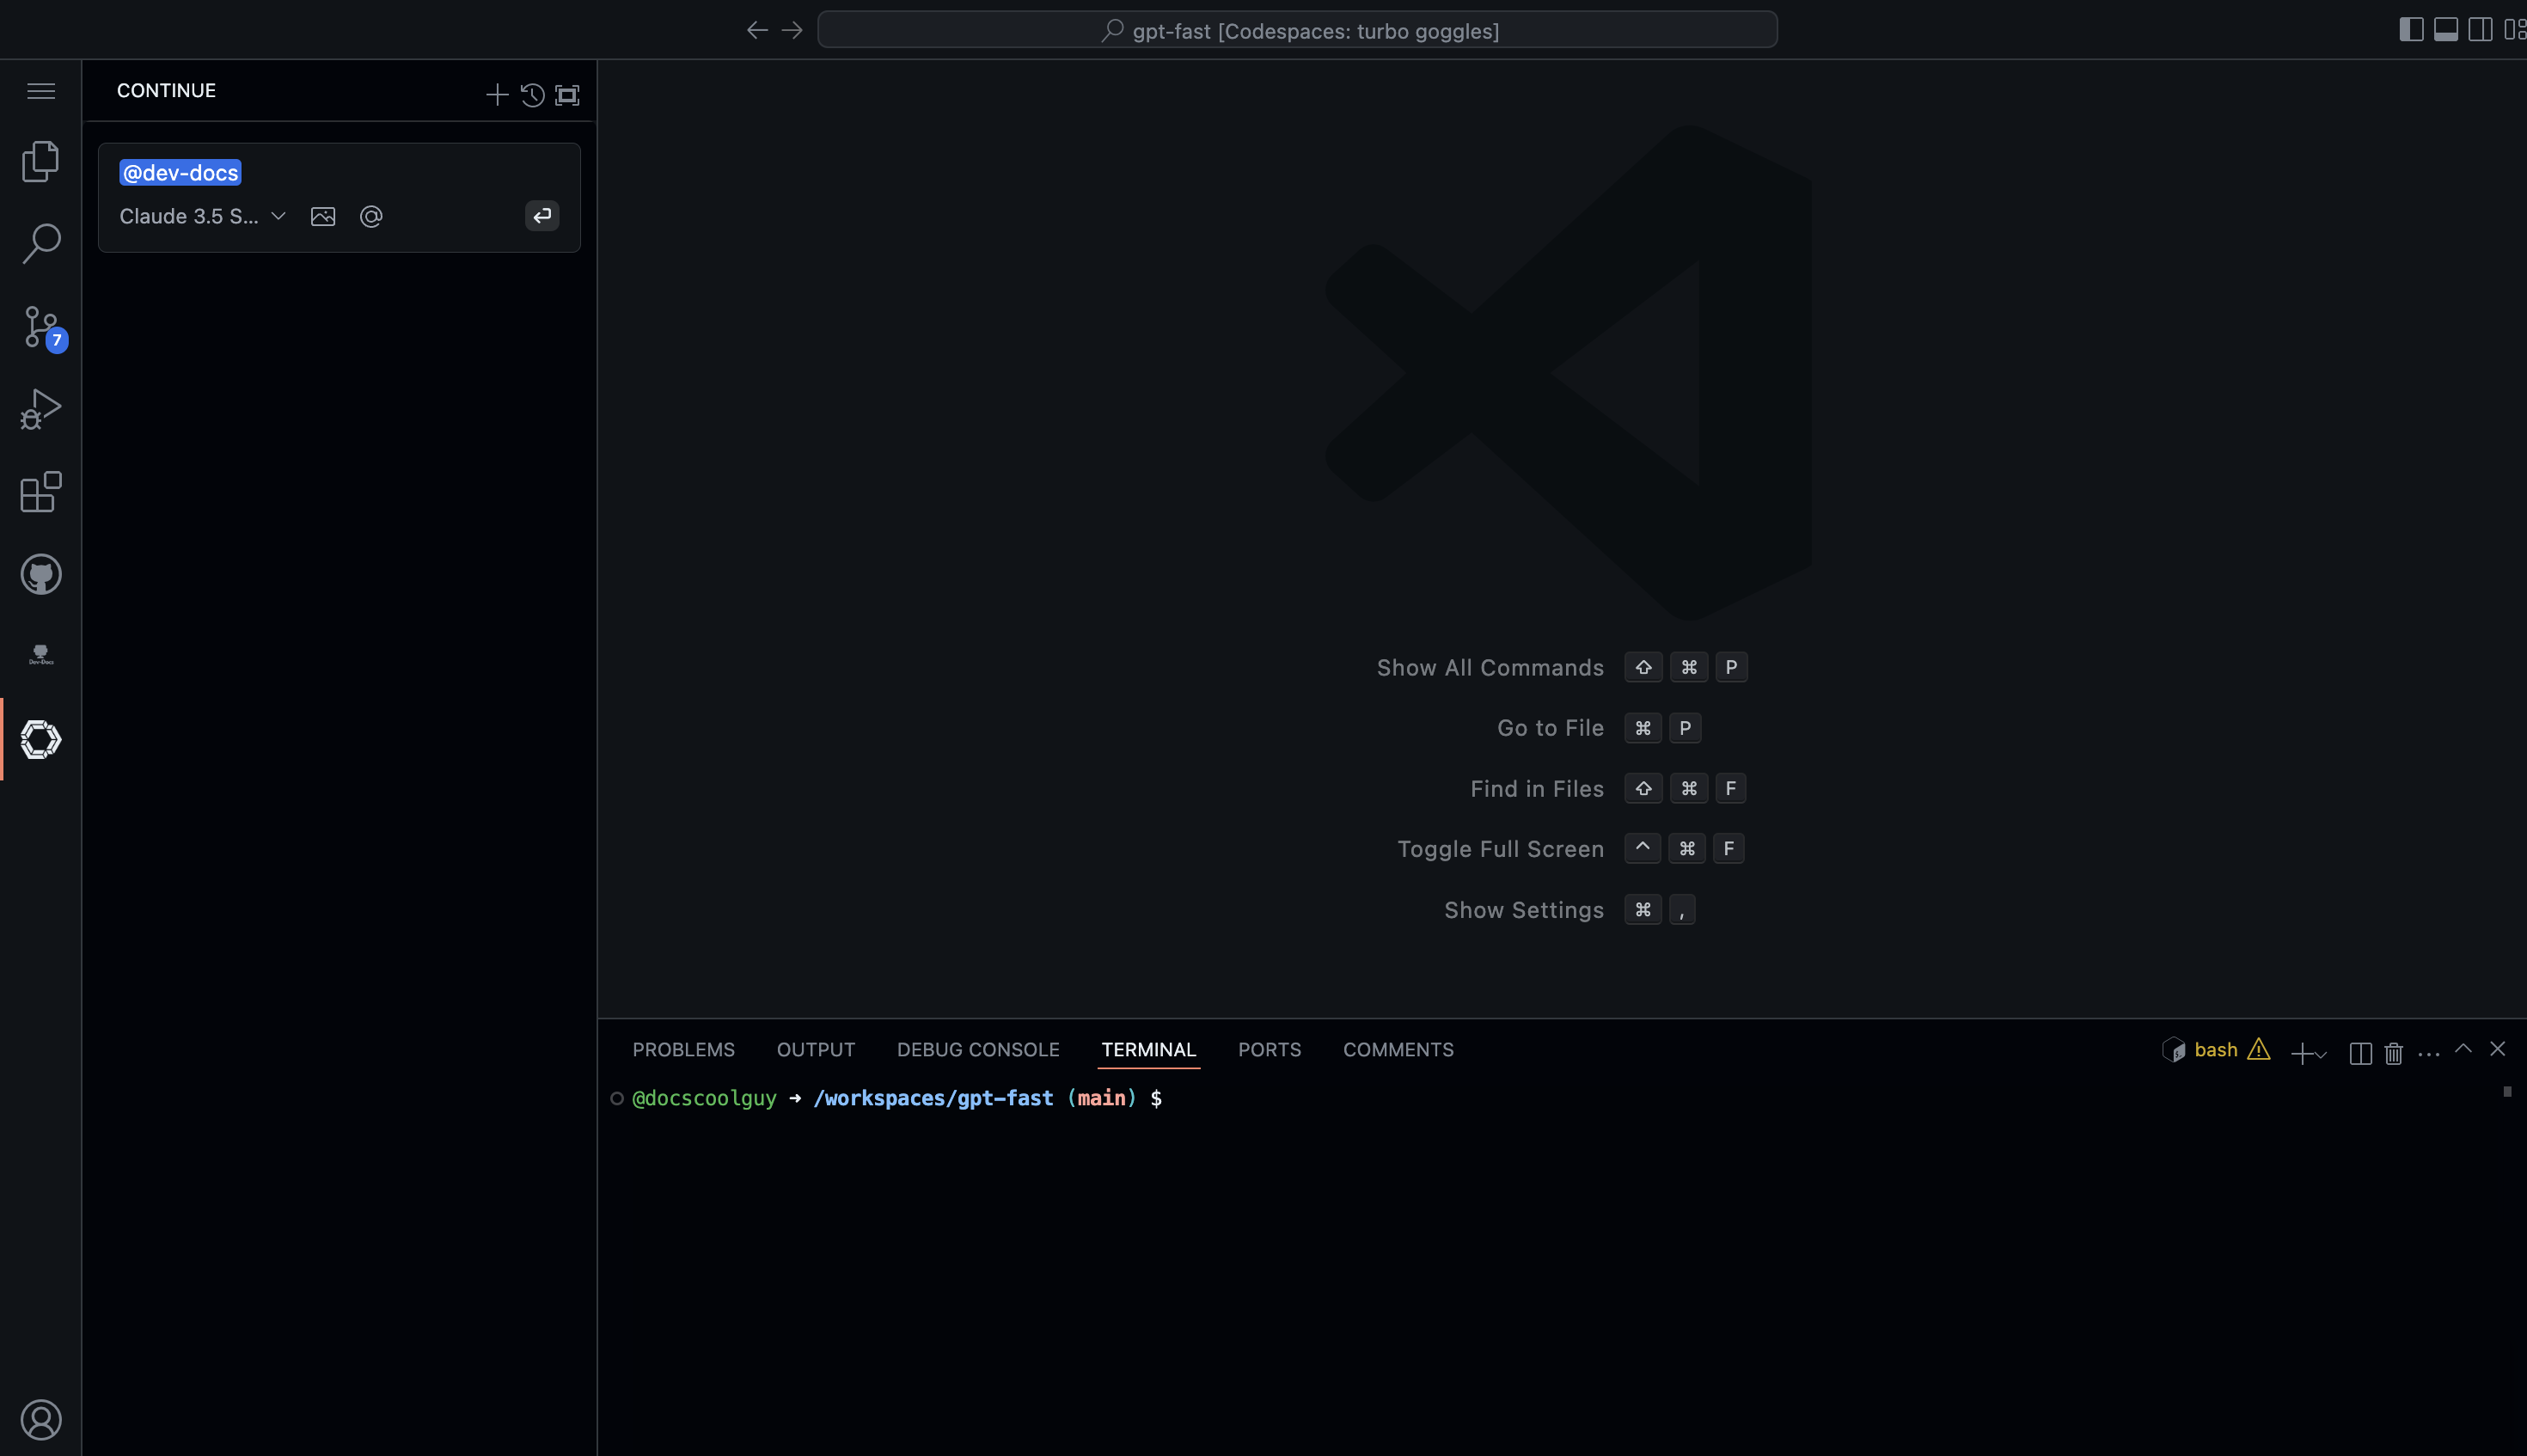 gpt-fast [Codespaces: turbo goggles]
CONTINUE
@dev-docs
Claude 3.5 S...
7
Dev-Docs
Show All Commands ⇧ ⌘ P
Go to File ⌘ P
Find in Files ⇧ ⌘ F
Toggle Full Screen ^ ⌘ F
Show Settings ⌘ ,
PROBLEMS OUTPUT DEBUG CONSOLE TERMINAL PORTS COMMENTS bash
@docscoolguy → /workspaces/gpt-fast (main) $